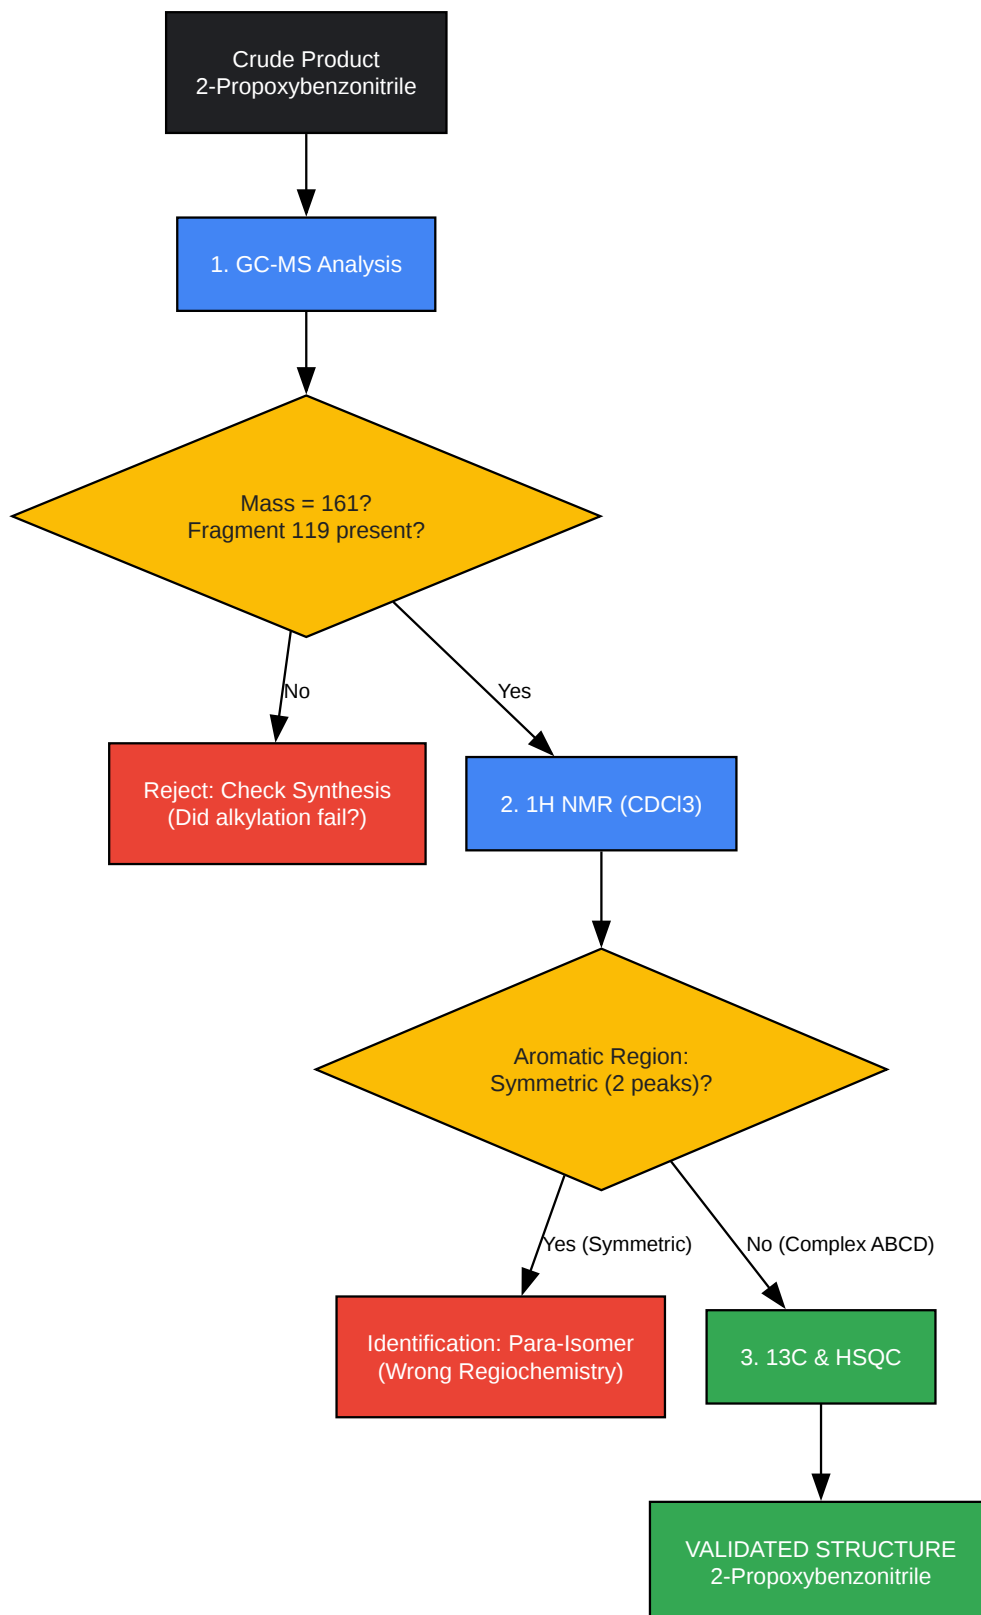 Crude Product
2-Propoxybenzonitrile
1. GC-MS Analysis
Mass = 161?
Fragment 119 present?
No
Yes
Reject: Check Synthesis
(Did alkylation fail?)
2. 1H NMR (CDCl3)
Aromatic Region:
Symmetric (2 peaks)?
Yes (Symmetric)
No (Complex ABCD)
Identification: Para-Isomer
(Wrong Regiochemistry)
3. 13C & HSQC
VALIDATED STRUCTURE
2-Propoxybenzonitrile